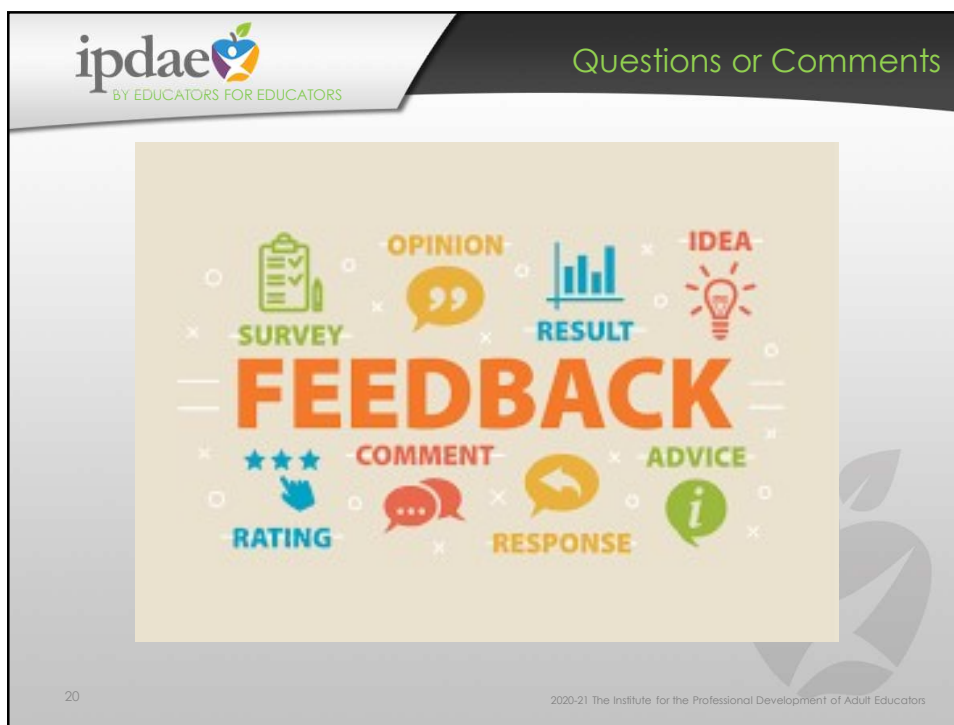 ipdae
BY EDUCATORS FOR EDUCATORS
Questions or Comments
SURVEY
OPINION
RESULT
IDEA
FEEDBACK
RATING
COMMENT
RESPONSE
ADVICE
i
20
2020-21 The Institute for the Professional Development of Adult Educators